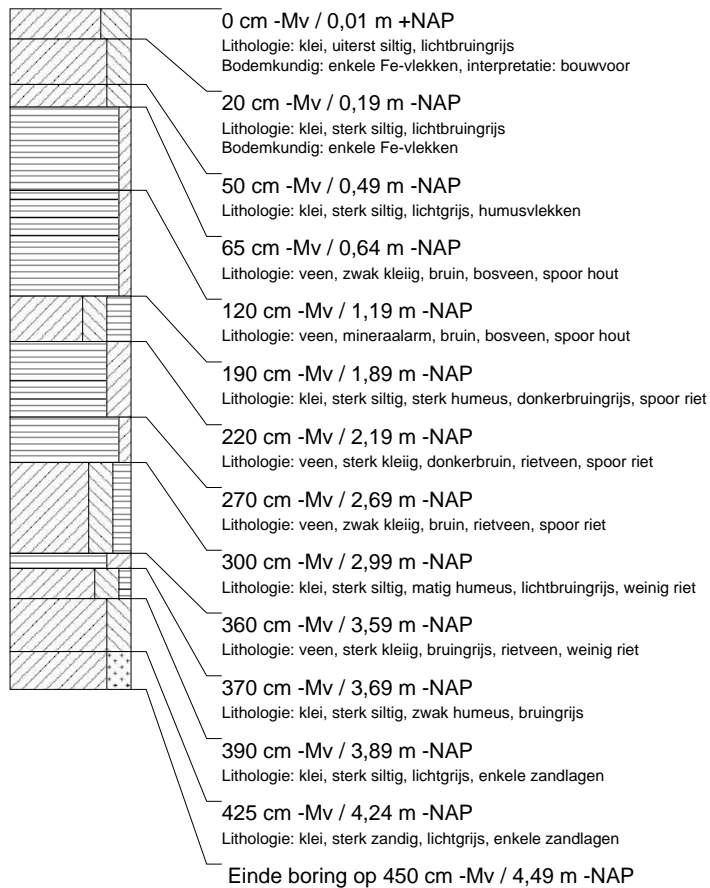 0 cm -Mv / 0,01 m +NAP
Lithologie: klei, uiterst siltig, lichtbruingrijs
Bodemkundig: enkele Fe-vlekken, interpretatie: bouwvoor
20 cm -Mv / 0,19 m -NAP
Lithologie: klei, sterk siltig, lichtbruingrijs
Bodemkundig: enkele Fe-vlekken
50 cm -Mv / 0,49 m -NAP
Lithologie: klei, sterk siltig, lichtgrijs, humusvlekken
65 cm -Mv / 0,64 m -NAP
Lithologie: veen, zwak kleiig, bruin, bosveen, spoor hout
120 cm -Mv / 1,19 m -NAP
Lithologie: veen, mineraalarm, bruin, bosveen, spoor hout
190 cm -Mv / 1,89 m -NAP
Lithologie: klei, sterk siltig, sterk humeus, donkerbruingrijs, spoor riet
220 cm -Mv / 2,19 m -NAP
Lithologie: veen, sterk kleiig, donkerbruin, rietveen, spoor riet
270 cm -Mv / 2,69 m -NAP
Lithologie: veen, zwak kleiig, bruin, rietveen, spoor riet
300 cm -Mv / 2,99 m -NAP
Lithologie: klei, sterk siltig, matig humeus, lichtbruingrijs, weinig riet
360 cm -Mv / 3,59 m -NAP
Lithologie: veen, sterk kleiig, bruingrijs, rietveen, weinig riet
370 cm -Mv / 3,69 m -NAP
Lithologie: klei, sterk siltig, zwak humeus, bruingrijs
390 cm -Mv / 3,89 m -NAP
Lithologie: klei, sterk siltig, lichtgrijs, enkele zandlagen
425 cm -Mv / 4,24 m -NAP
Lithologie: klei, sterk zandig, lichtgrijs, enkele zandlagen
Einde boring op 450 cm -Mv / 4,49 m -NAP